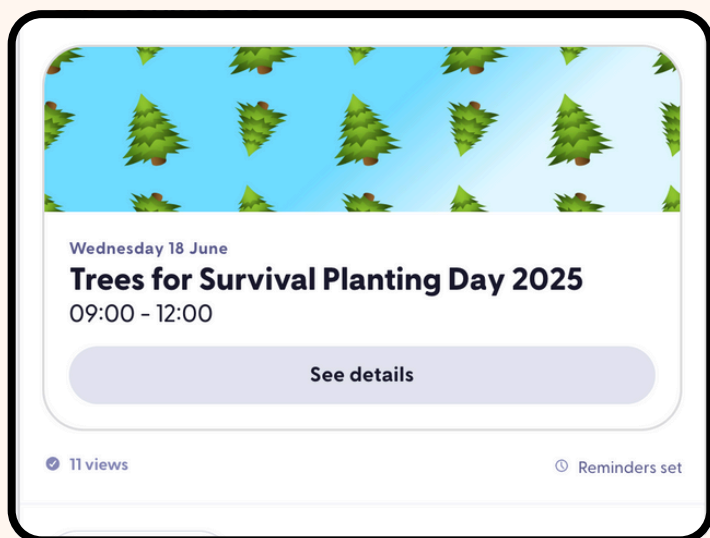 Wednesday 18 June
Trees for Survival Planting Day 2025
09:00 - 12:00
See details
11 views
Reminders set